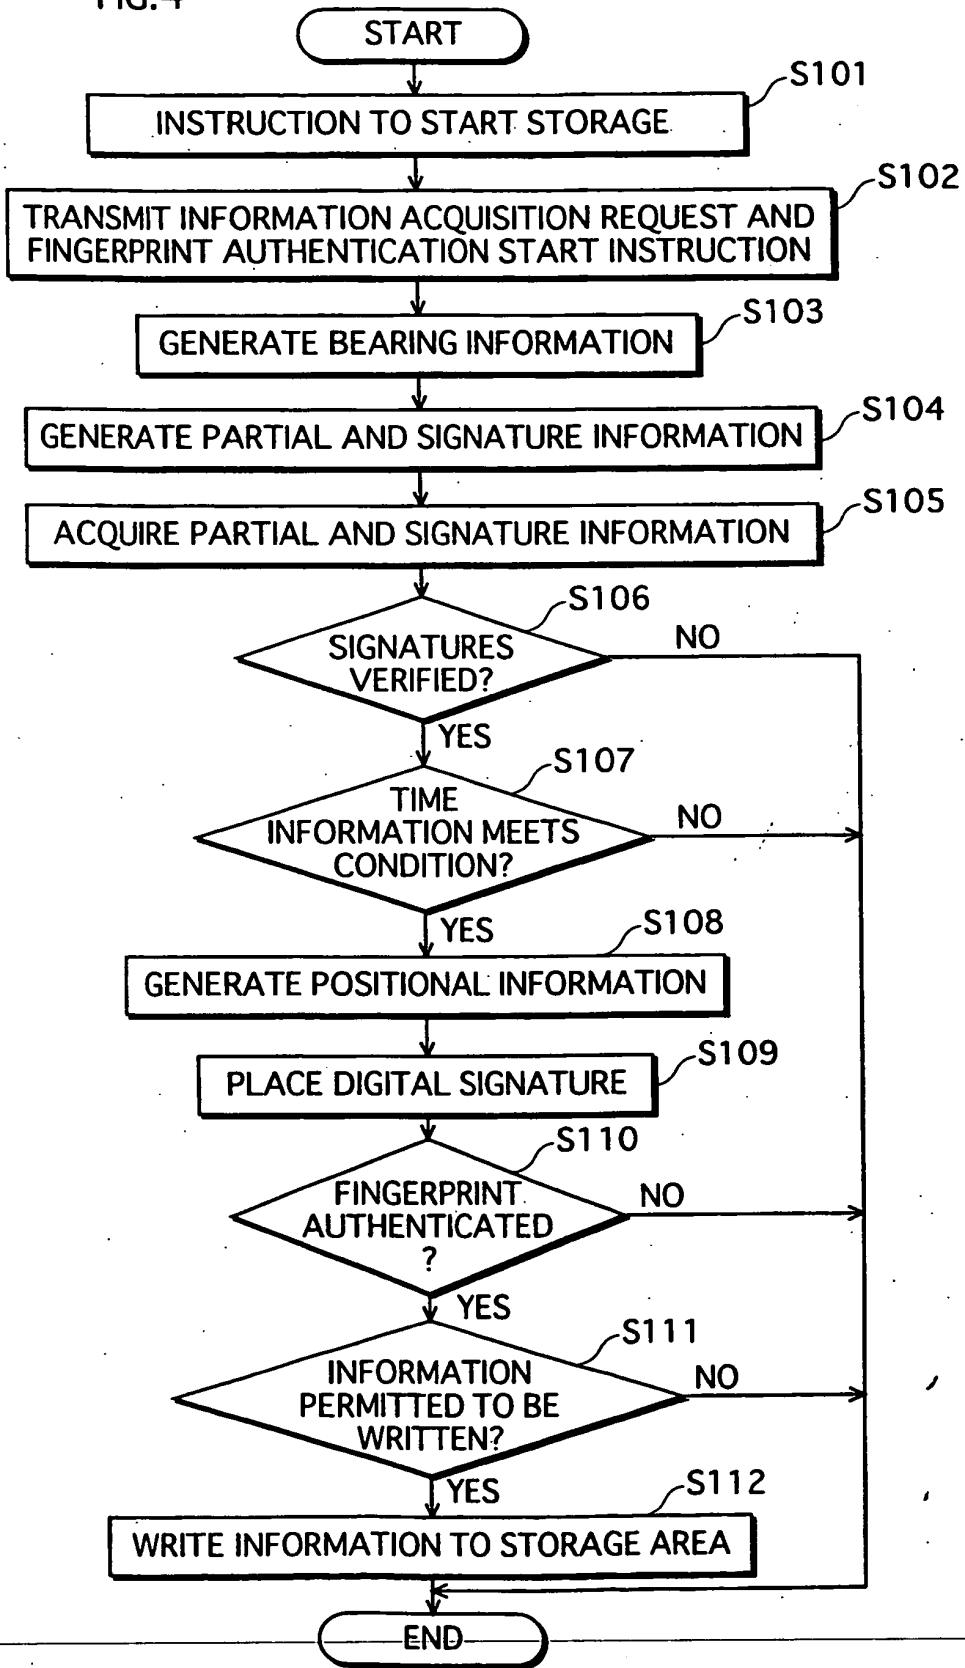 FIG.4
START
S101
INSTRUCTION TO START STORAGE
S102
TRANSMIT INFORMATION ACQUISITION REQUEST AND
FINGERPRINT AUTHENTICATION START INSTRUCTION
S103
GENERATE BEARING INFORMATION
S104
GENERATE PARTIAL AND SIGNATURE INFORMATION
S105
ACQUIRE PARTIAL AND SIGNATURE INFORMATION
S106
SIGNATURES
VERIFIED?
NO
YES
S107
TIME
INFORMATION MEETS
CONDITION?
NO
YES
S108
GENERATE POSITIONAL INFORMATION
S109
PLACE DIGITAL SIGNATURE
S110
FINGERPRINT
AUTHENTICATED
?
NO
YES
S111
INFORMATION
PERMITTED TO BE
WRITTEN?
NO
YES
S112
WRITE INFORMATION TO STORAGE AREA
END